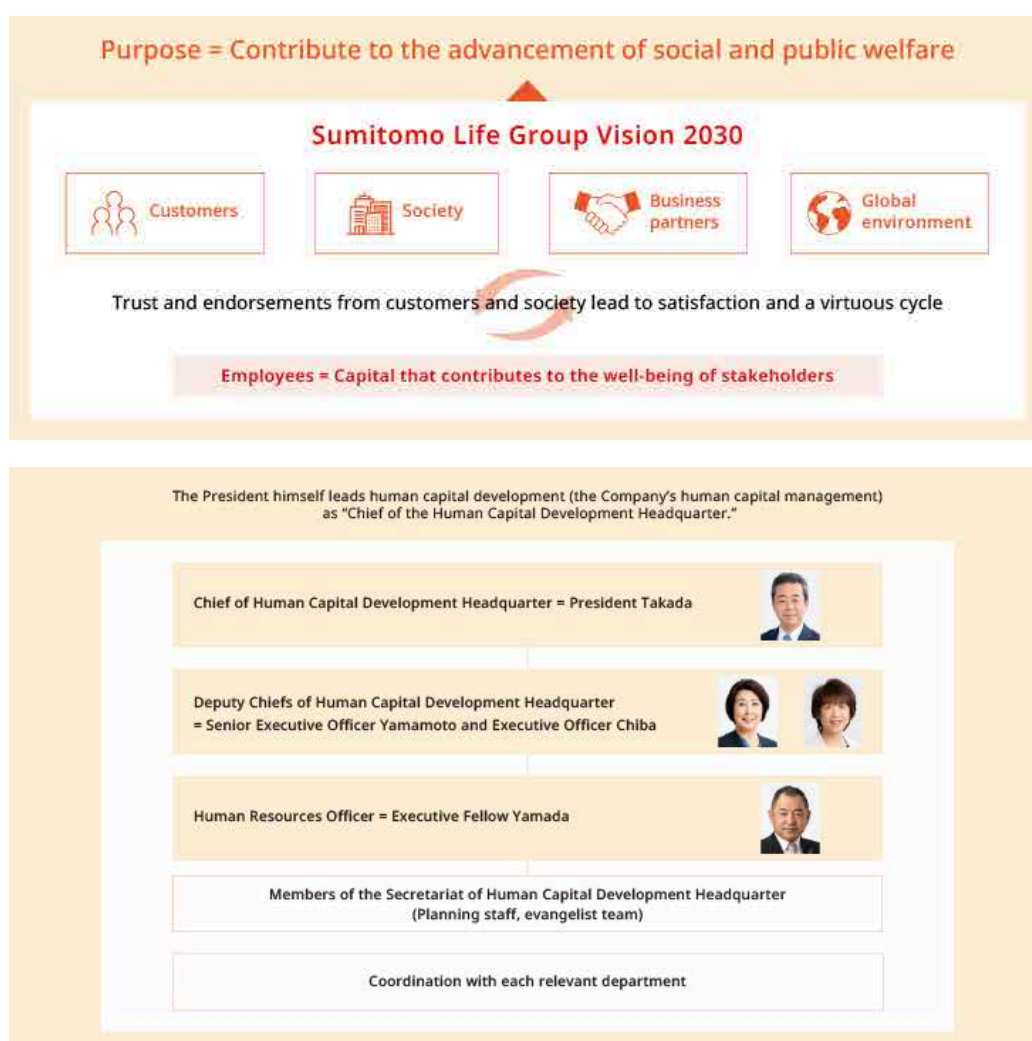 Purpose = Contribute to the advancement of social and public welfare
Sumitomo Life Group Vision 2030
Customers
Society
Business
partners
Global
environment
Trust and endorsements from customers and society lead to satisfaction and a virtuous cycle
Employees = Capital that contributes to the well-being of stakeholders
The President himself leads human capital development (the Company's human capital management)
as "Chief of the Human Capital Development Headquarter."
Chief of Human Capital Development Headquarter = President Takada
Deputy Chiefs of Human Capital Development Headquarter
= Senior Executive Officer Yamamoto and Executive Officer Chiba
Human Resources Officer = Executive Fellow Yamada
Members of the Secretariat of Human Capital Development Headquarter
(Planning staff, evangelist team)
Coordination with each relevant department